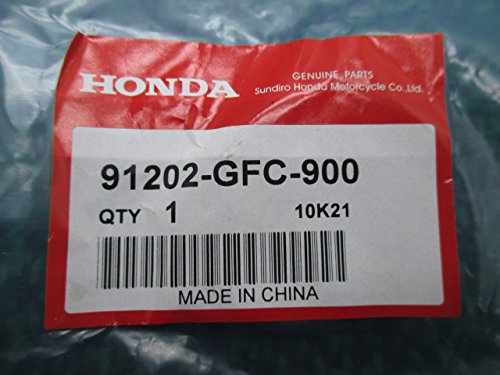 HONDA
GENUINE PARTS
Sundiro Honda Motorcycle Co.,Ltd.
91202-GFC-900
QTY 1 10K21
MADE IN CHINA